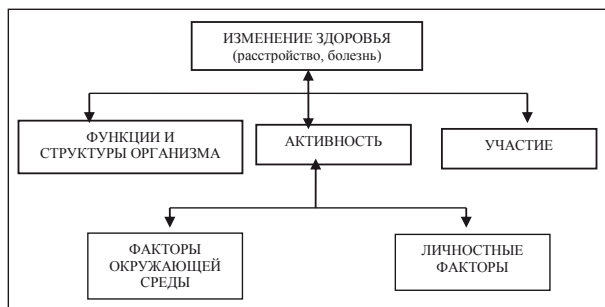 ИЗМЕНЕНИЕ ЗДОРОВЬЯ
(расстройство, болезнь)
ФУНКЦИИ И
СТРУКТУРЫ ОРГАНИЗМА
АКТИВНОСТЬ
УЧАСТИЕ
ФАКТОРЫ
ОКРУЖАЮЩЕЙ
СРЕДЫ
ЛИЧНОСТНЫЕ
ФАКТОРЫ